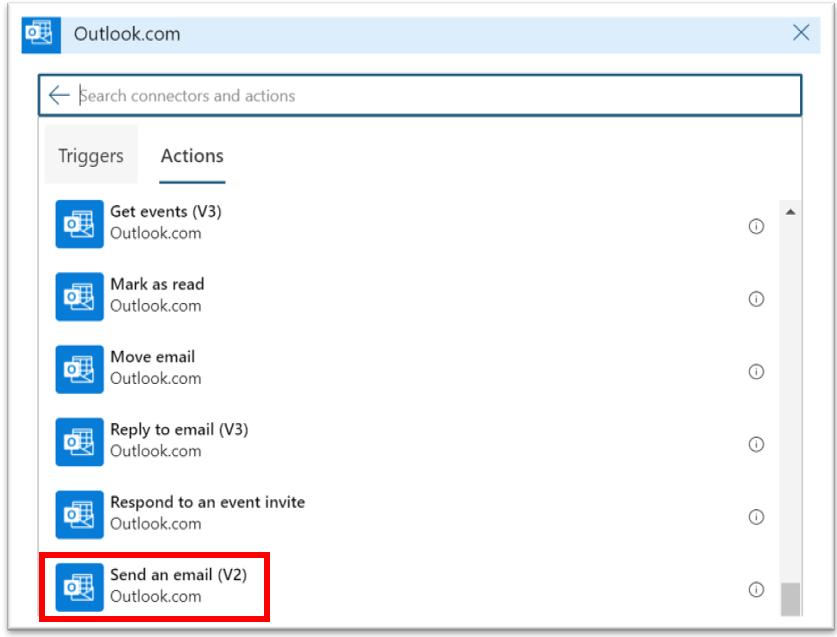 Outlook.com
Search connectors and actions
Triggers
Actions
Get events (V3)
Outlook.com
Mark as read
Outlook.com
Move email
Outlook.com
Reply to email (V3)
Outlook.com
Respond to an event invite
Outlook.com
Send an email (V2)
Outlook.com